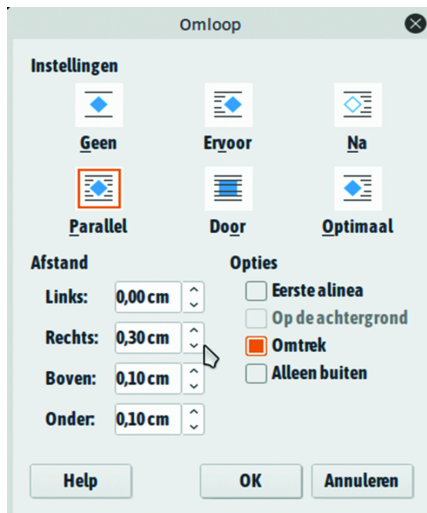 Omloop
Instellingen
Geen Ervoor Na
Parallel Door Optimaal
Afstand Opties
Links: 0,00 cm Eerste alinea
Rechts: 0,30 cm Op de achtergrond
Boven: 0,10 cm Omtrek
Onder: 0,10 cm Alleen buiten
Help OK Annuleren